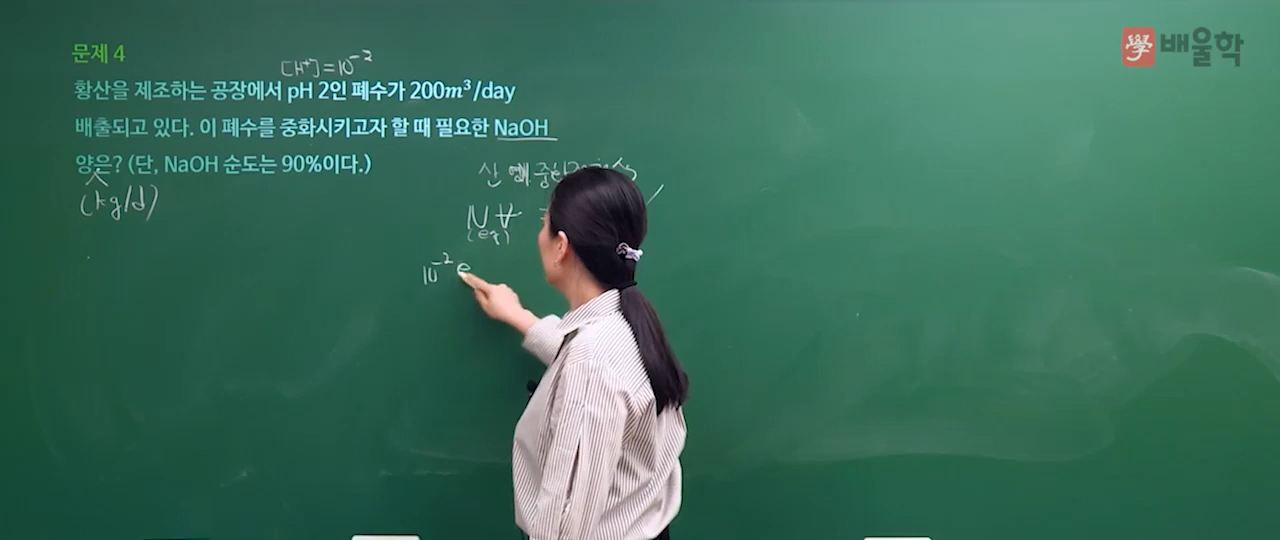 學 배울학
문제 4
[H⁺] = 10⁻²
황산을 제조하는 공장에서 pH 2인 폐수가 200m³/day
배출되고 있다. 이 폐수를 중화시키고자 할 때 필요한 NaOH
양은? (단, NaOH 순도는 90%이다.)
(kg/d)
산
NV
(eq)
10⁻² e